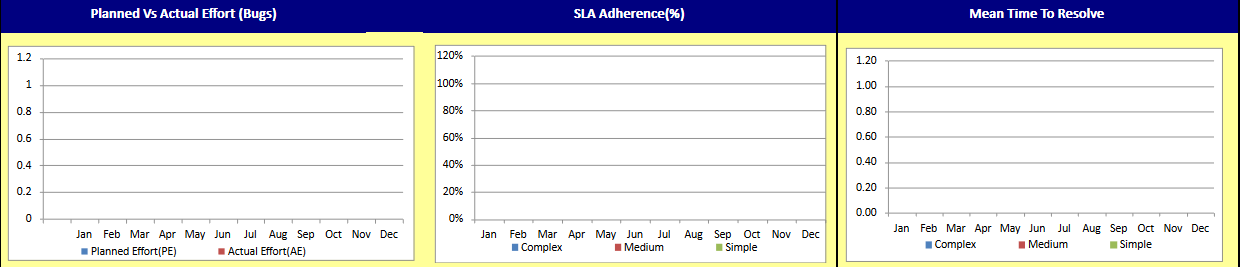 Planned Vs Actual Effort (Bugs)
1.2
1
0.8
0.6
0.4
0.2
0
Jan Feb Mar Apr May Jun Jul Aug Sep Oct Nov Dec
Planned Effort(PE) Actual Effort(AE)
SLA Adherence(%)
120%
100%
80%
60%
40%
20%
0%
Jan Feb Mar Apr May Jun Jul Aug Sep Oct Nov Dec
Complex Medium Simple
Mean Time To Resolve
1.20
1.00
0.80
0.60
0.40
0.20
0.00
Jan Feb Mar Apr May Jun Jul Aug Sep Oct Nov Dec
Complex Medium Simple